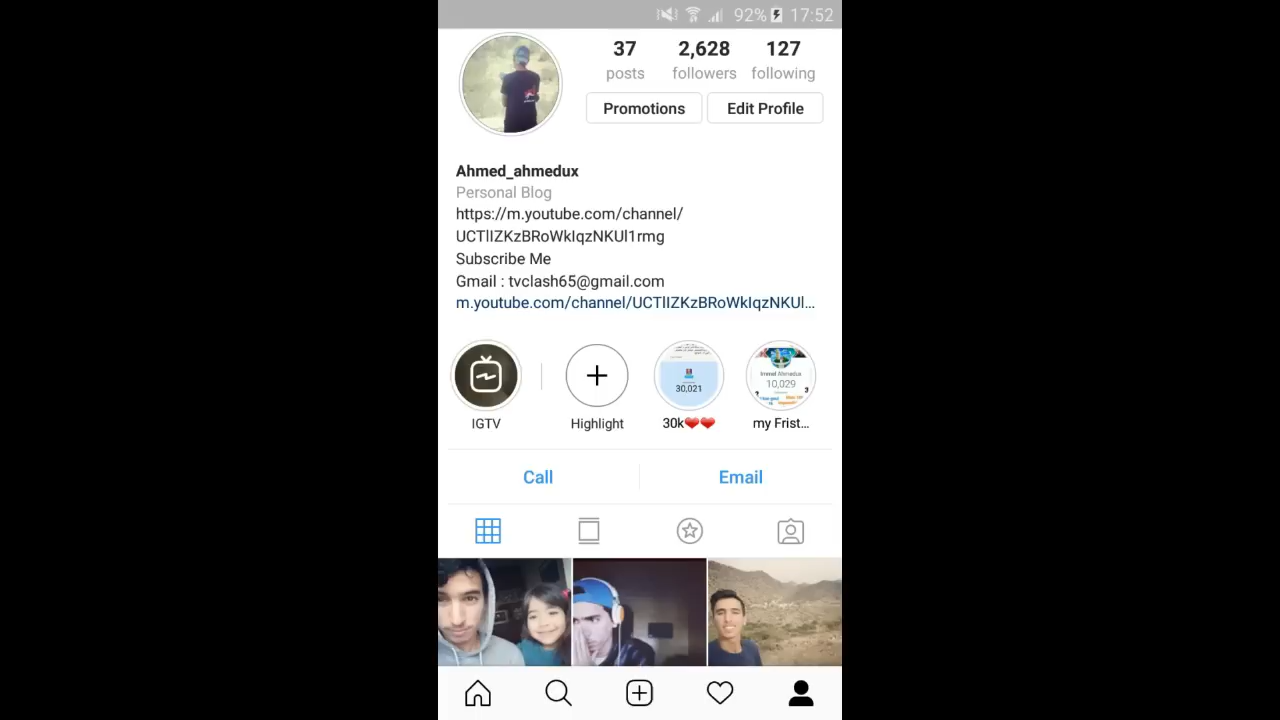 92% 17:52
37 2,628 127
posts followers following
Promotions Edit Profile
Ahmed_ahmedux
Personal Blog
https://m.youtube.com/channel/
UCTlIZKzBRoWkIqzNKUl1rmg
Subscribe Me
Gmail : tvclash65@gmail.com
m.youtube.com/channel/UCTlIZKzBRoWkIqzNKUl...
30,021
Immel Ahmedux
10,029
IGTV Highlight 30k❤️❤️ my Frist...
Call Email